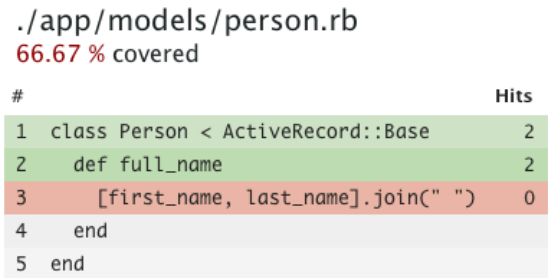 ./app/models/person.rb
66.67 % covered
# Hits
1 class Person < ActiveRecord::Base 2
2 def full_name 2
3 [first_name, last_name].join(" ") 0
4 end
5 end